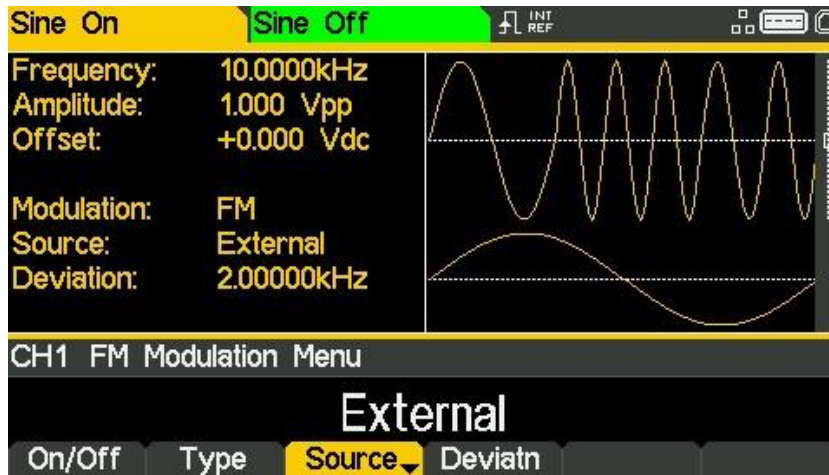 Sine On Sine Off INT REF
Frequency: 10.0000kHz
Amplitude: 1.000 Vpp
Offset: +0.000 Vdc
Modulation: FM
Source: External
Deviation: 2.00000kHz
CH1 FM Modulation Menu
External
On/Off Type Source Deviatn